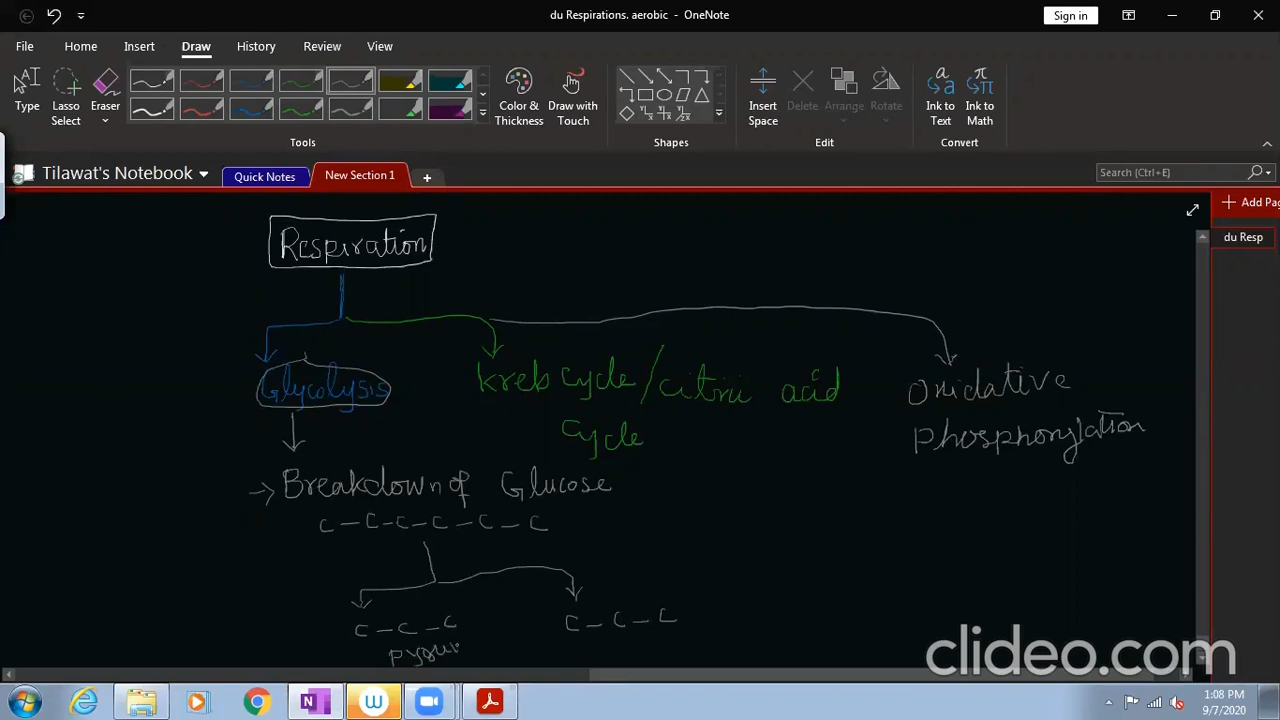 du Respirations, aerobic - OneNote
Sign in
File Home Insert Draw History Review View
Type
Lasso Select
Eraser
Color & Thickness
Draw with Touch
Insert Space
Delete
Arrange
Rotate
Ink to Text
Ink to Math
Tools
Shapes
Edit
Convert
Tilawat's Notebook
Quick Notes
New Section 1
Search (Ctrl+E)
Add Pag
du Resp
Respiration
Glycolysis
Kreb cycle/citric acid
cycle
Oxidative
phosphorylation
→ Breakdown of Glucose
C-C-C-C-C-C
C-C-C
C-C-C
pyruv
clideo.com
1:08 PM
9/7/2020